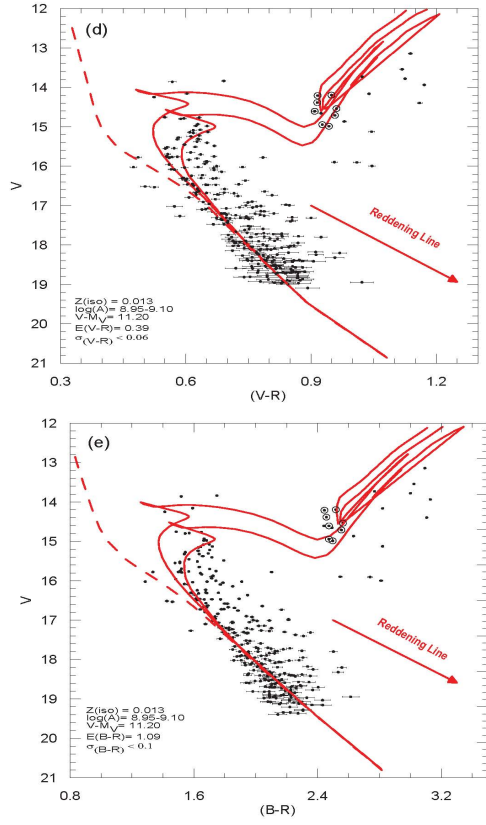 12
(d)
13
14
15
16
V
17
Reddening Line
18
19
Z(iso) = 0.013
log(A)= 8.95-9.10
V-MV= 11.20
E(V-R)= 0.39
σ(V-R) < 0.06
20
21
0.3 0.6 0.9 1.2
(V-R)
12
(e)
13
14
15
16
V
17
Reddening Line
18
19
Z(iso) = 0.013
log(A)= 8.95-9.10
V-MV= 11.20
E(B-R)= 1.09
σ(B-R) < 0.1
20
21
0.8 1.6 2.4 3.2
(B-R)